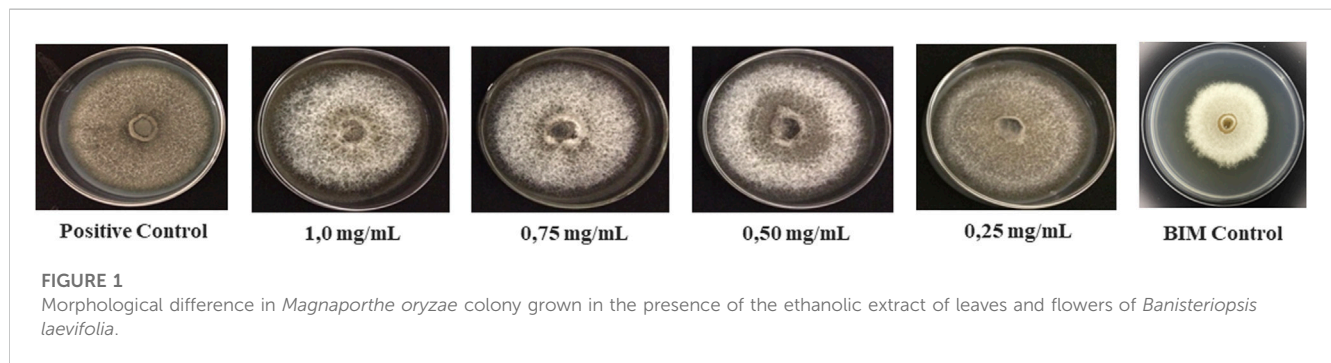 Positive Control 1,0 mg/mL 0,75 mg/mL 0,50 mg/mL 0,25 mg/mL BIM Control
FIGURE 1
Morphological difference in Magnaporthe oryzae colony grown in the presence of the ethanolic extract of leaves and flowers of Banisteriopsis
laevifolia.